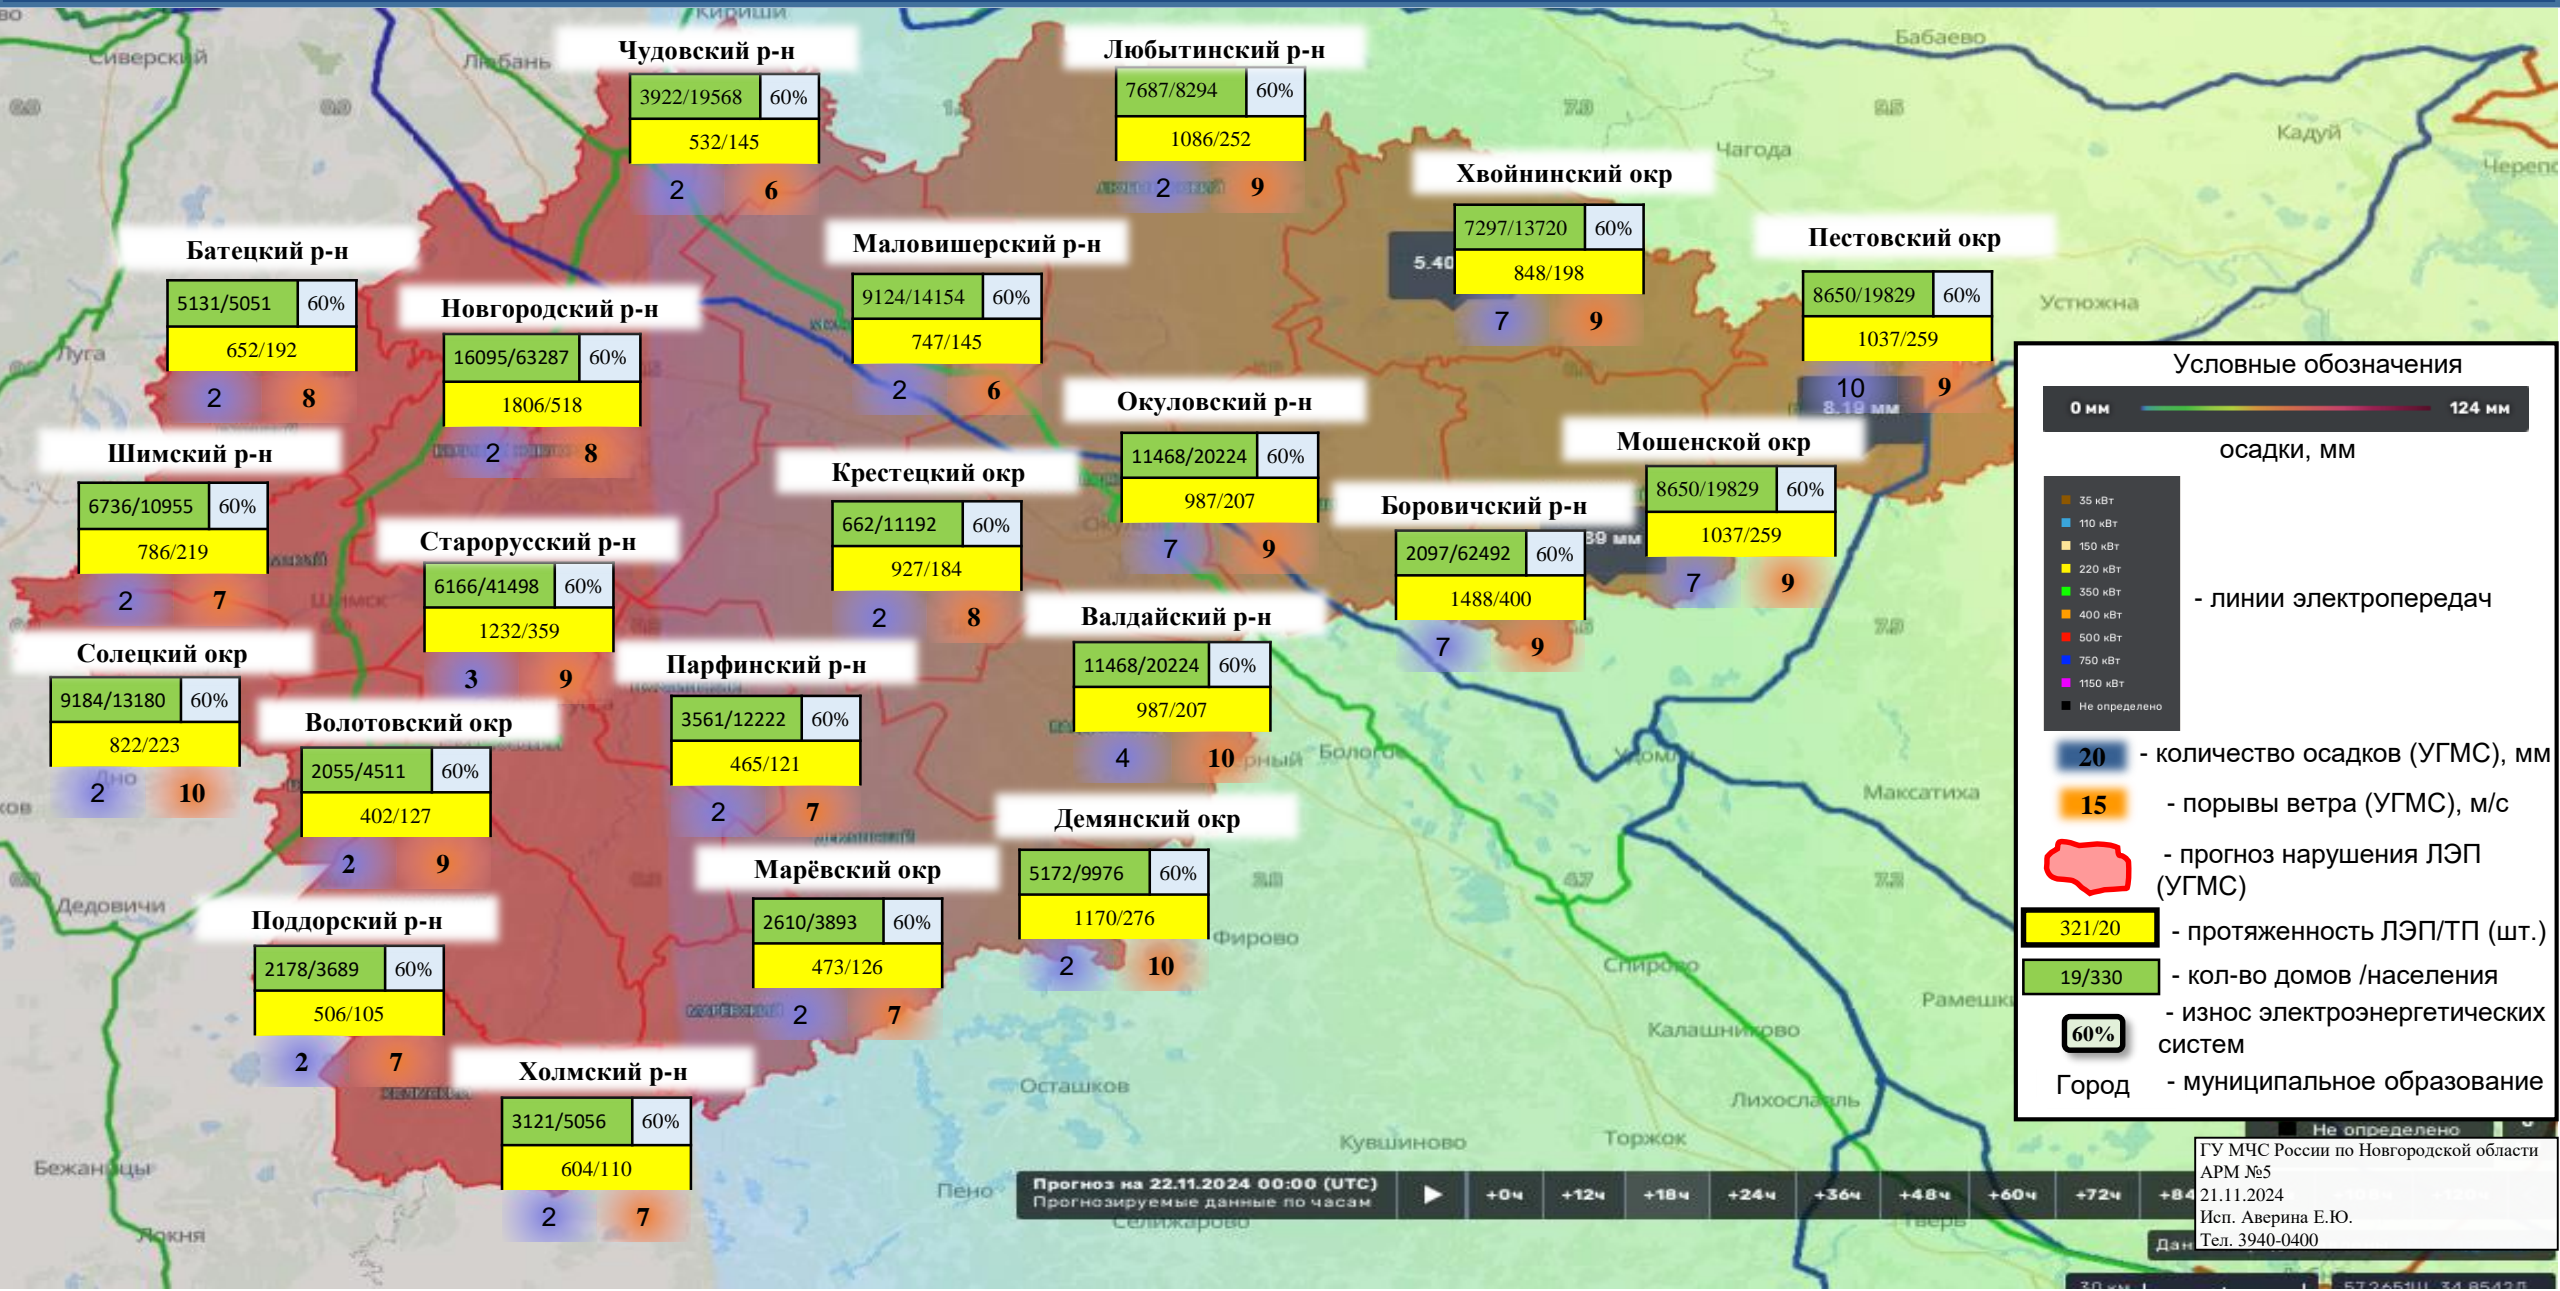 Кириши
Сиверский
Любань
Чудовский р-н
3922/19568 60%
532/145
2 6
Любытинский р-н
7687/8294 60%
1086/252
2 9
Бабаево
Кадуй
Чагода
Хвойнинский окр
7297/13720 60%
848/198
7 9
5.40
Пестовский окр
8650/19829 60%
1037/259
10 9
8.19 мм
Устюжна
Батецкий р-н
5131/5051 60%
652/192
2 8
Луга
Новгородский р-н
16095/63287 60%
1806/518
2 8
Маловишерский р-н
9124/14154 60%
747/145
2 6
Окуловский р-н
11468/20224 60%
987/207
7 9
Мошенской окр
8650/19829 60%
1037/259
7 9
Шимский р-н
6736/10955 60%
786/219
2 7
Шимск
Старорусский р-н
6166/41498 60%
1232/359
3 9
Крестецкий окр
662/11192 60%
927/184
2 8
Боровичский р-н
2097/62492 60%
1488/400
7 9
39 мм
Солецкий окр
9184/13180 60%
822/223
2 10
Дно
Волотовский окр
2055/4511 60%
402/127
2 9
Парфинский р-н
3561/12222 60%
465/121
2 7
Валдайский р-н
11468/20224 60%
987/207
4 10
Бологое
Удомля
Максатиха
Дедовичи
Поддорский р-н
2178/3689 60%
506/105
2 7
Марёвский окр
2610/3893 60%
473/126
2 7
Демянский окр
5172/9976 60%
1170/276
2 10
Фирово
Спирово
Рамешки
Калашниково
Осташков
Лихославль
Холмский р-н
3121/5056 60%
604/110
2 7
Кувшиново
Торжок
Бежаницы
Пено
Локня
Селижарово
Тверь
Условные обозначения
0 мм 124 мм
осадки, мм
35 кВт
110 кВт
150 кВт
220 кВт
350 кВт
400 кВт
500 кВт
750 кВт
1150 кВт
Не определено
- линии электропередач
20 - количество осадков (УГМС), мм
15 - порывы ветра (УГМС), м/с
- прогноз нарушения ЛЭП
(УГМС)
321/20 - протяженность ЛЭП/ТП (шт.)
19/330 - кол-во домов /населения
60% - износ электроэнергетических
систем
Город - муниципальное образование
Не определено
ГУ МЧС России по Новгородской области
АРМ №5
21.11.2024
Исп. Аверина Е.Ю.
Тел. 3940-0400
Прогноз на 22.11.2024 00:00 (UTC)
Прогнозируемые данные по часам
+0ч +12ч +18ч +24ч +36ч +48ч +60ч +72ч +84
30 км